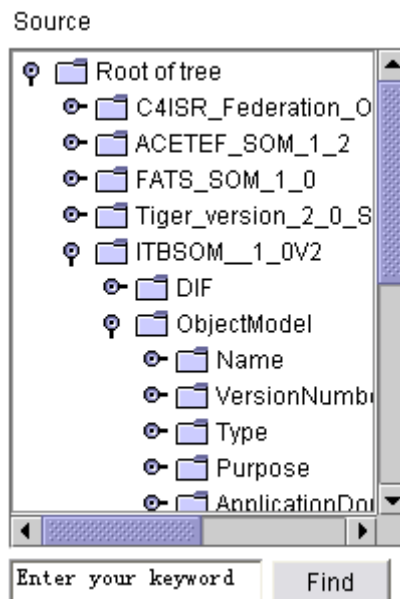 Source
Root of tree
C4ISR_Federation_O
ACETEF_SOM_1_2
FATS_SOM_1_0
Tiger_version_2_0_S
ITBSOM__1_0V2
DIF
ObjectModel
Name
VersionNumb
Type
Purpose
ApplicationDo
Enter your keyword Find